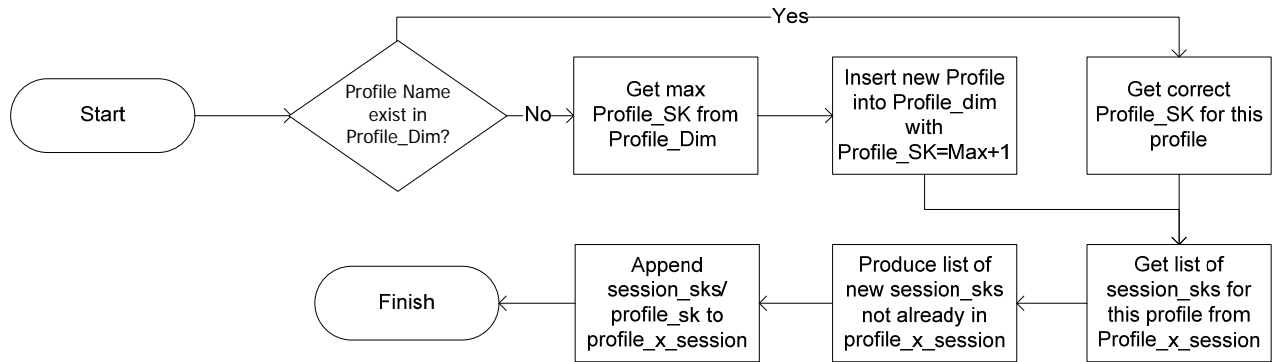 Yes
Start
Profile Name
exist in
Profile_Dim?
No
Get max
Profile_SK from
Profile_Dim
Insert new Profile
into Profile_dim
with
Profile_SK=Max+1
Get correct
Profile_SK for this
profile
Finish
Append
session_sks/
profile_sk to
profile_x_session
Produce list of
new session_sks
not already in
profile_x_session
Get list of
session_sks for
this profile from
Profile_x_session